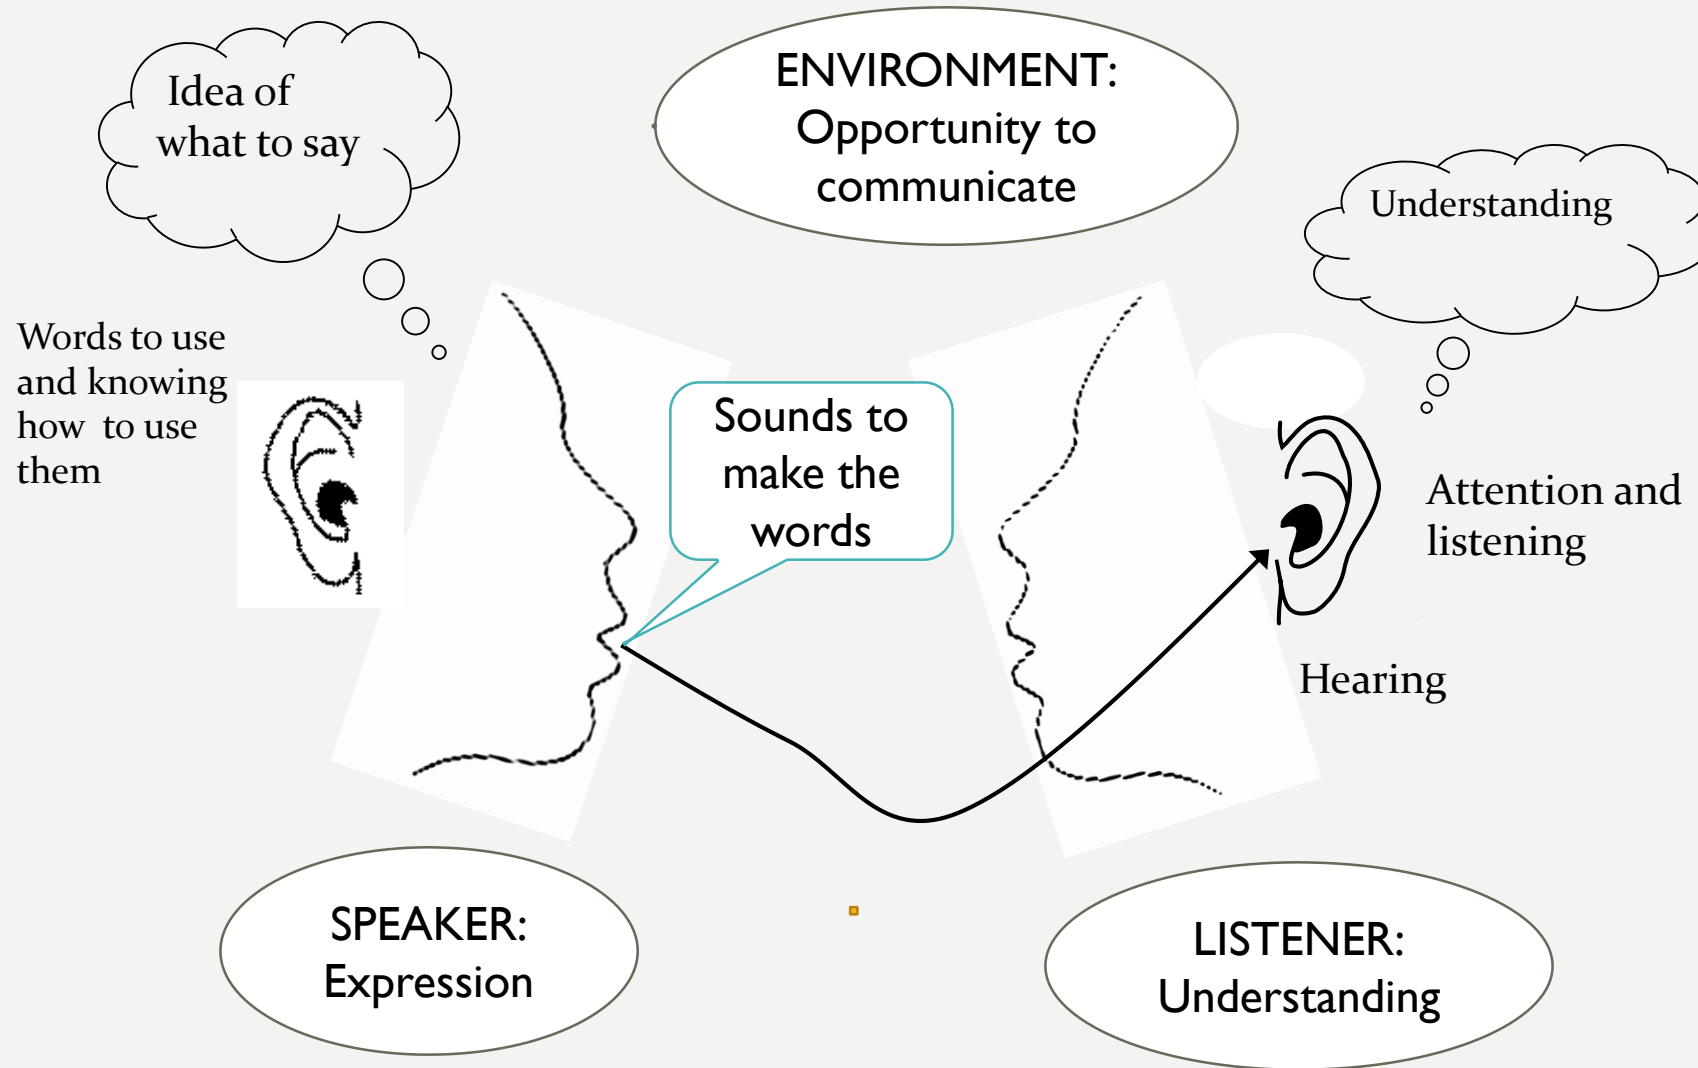 Idea of
what to say
ENVIRONMENT:
Opportunity to
communicate
Understanding
Words to use
and knowing
how to use
them
Sounds to
make the
words
Attention and
listening
Hearing
SPEAKER:
Expression
LISTENER:
Understanding